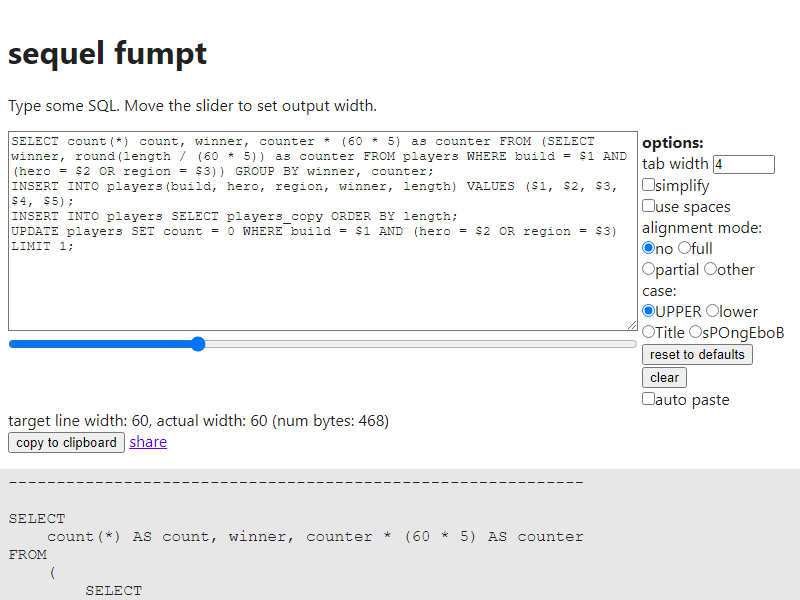 sequel fumpt
Type some SQL. Move the slider to set output width.
SELECT count(*) count, winner, counter * (60 * 5) as counter FROM (SELECT
winner, round(length / (60 * 5)) as counter FROM players WHERE build = $1 AND
(hero = $2 OR region = $3)) GROUP BY winner, counter;
INSERT INTO players(build, hero, region, winner, length) VALUES ($1, $2, $3,
$4, $5);
INSERT INTO players SELECT players_copy ORDER BY length;
UPDATE players SET count = 0 WHERE build = $1 AND (hero = $2 OR region = $3)
LIMIT 1;
options:
tab width 4
simplify
use spaces
alignment mode:
no full
partial other
case:
UPPER lower
Title sPOngEboB
reset to defaults
clear
auto paste
target line width: 60, actual width: 60 (num bytes: 468)
copy to clipboard share
------------------------------------------------------------
SELECT
count(*) AS count, winner, counter * (60 * 5) AS counter
FROM
(
SELECT